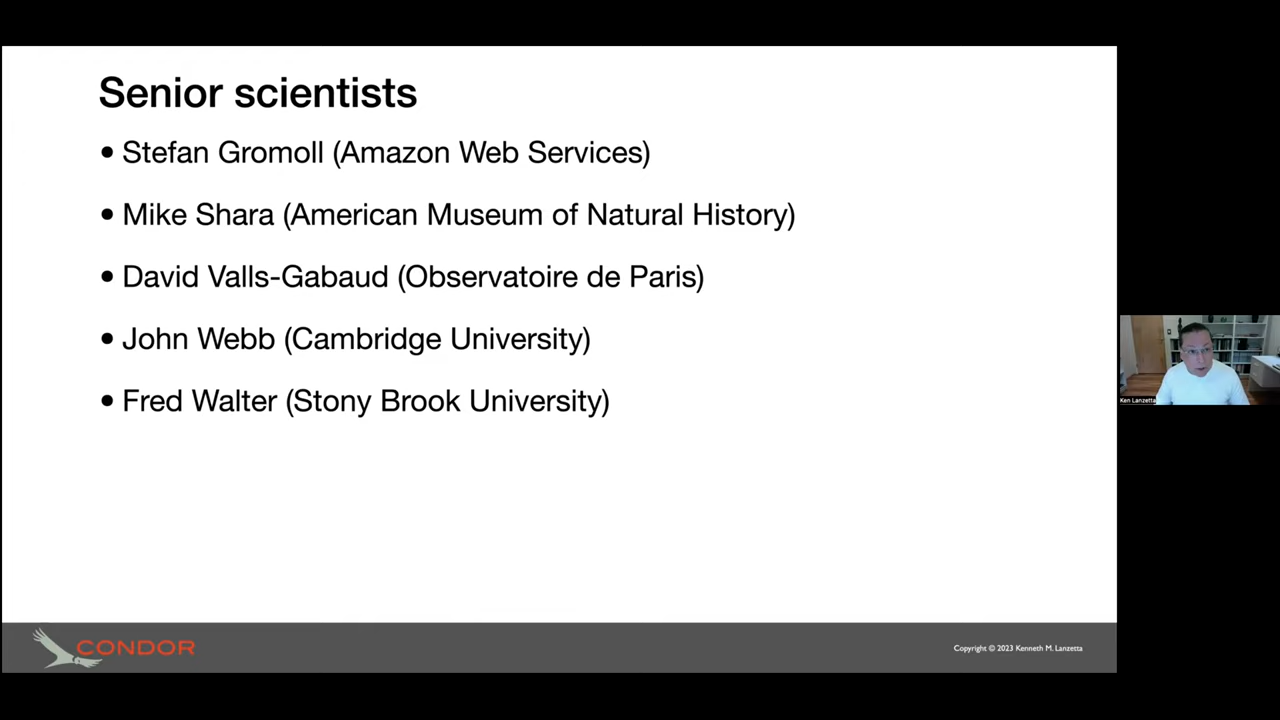 Senior scientists
• Stefan Gromoll (Amazon Web Services)
• Mike Shara (American Museum of Natural History)
• David Valls-Gabaud (Observatoire de Paris)
• John Webb (Cambridge University)
• Fred Walter (Stony Brook University)
Ken Lanzetta
CONDOR
Copyright © 2023 Kenneth M. Lanzetta